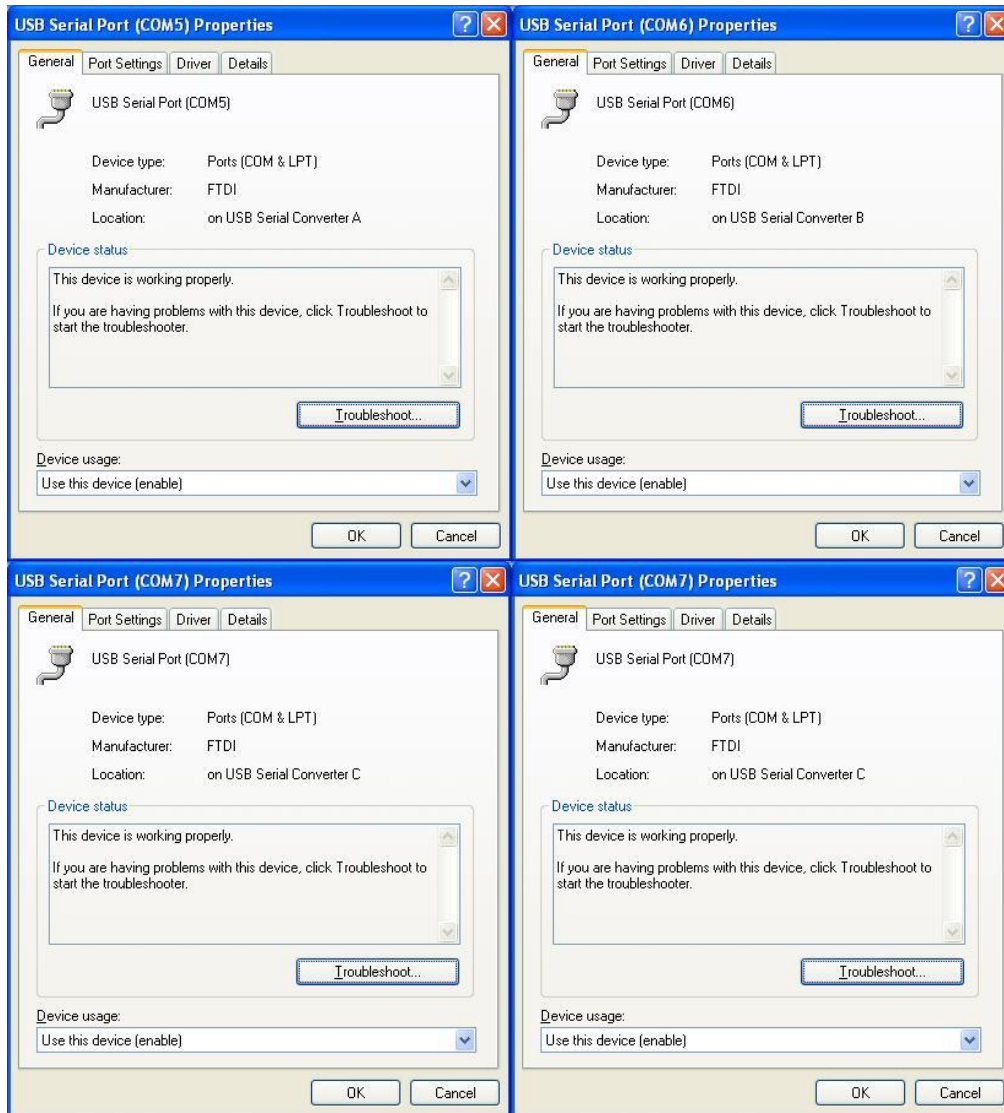 USB Serial Port (COM5) Properties
General Port Settings Driver Details
USB Serial Port (COM5)
Device type: Ports (COM & LPT)
Manufacturer: FTDI
Location: on USB Serial Converter A
Device status
This device is working properly.
If you are having problems with this device, click Troubleshoot to
start the troubleshooter.
Troubleshoot...
Device usage:
Use this device (enable)
OK Cancel
USB Serial Port (COM6) Properties
General Port Settings Driver Details
USB Serial Port (COM6)
Device type: Ports (COM & LPT)
Manufacturer: FTDI
Location: on USB Serial Converter B
Device status
This device is working properly.
If you are having problems with this device, click Troubleshoot to
start the troubleshooter.
Troubleshoot...
Device usage:
Use this device (enable)
OK Cancel
USB Serial Port (COM7) Properties
General Port Settings Driver Details
USB Serial Port (COM7)
Device type: Ports (COM & LPT)
Manufacturer: FTDI
Location: on USB Serial Converter C
Device status
This device is working properly.
If you are having problems with this device, click Troubleshoot to
start the troubleshooter.
Troubleshoot...
Device usage:
Use this device (enable)
OK Cancel
USB Serial Port (COM7) Properties
General Port Settings Driver Details
USB Serial Port (COM7)
Device type: Ports (COM & LPT)
Manufacturer: FTDI
Location: on USB Serial Converter C
Device status
This device is working properly.
If you are having problems with this device, click Troubleshoot to
start the troubleshooter.
Troubleshoot...
Device usage:
Use this device (enable)
OK Cancel